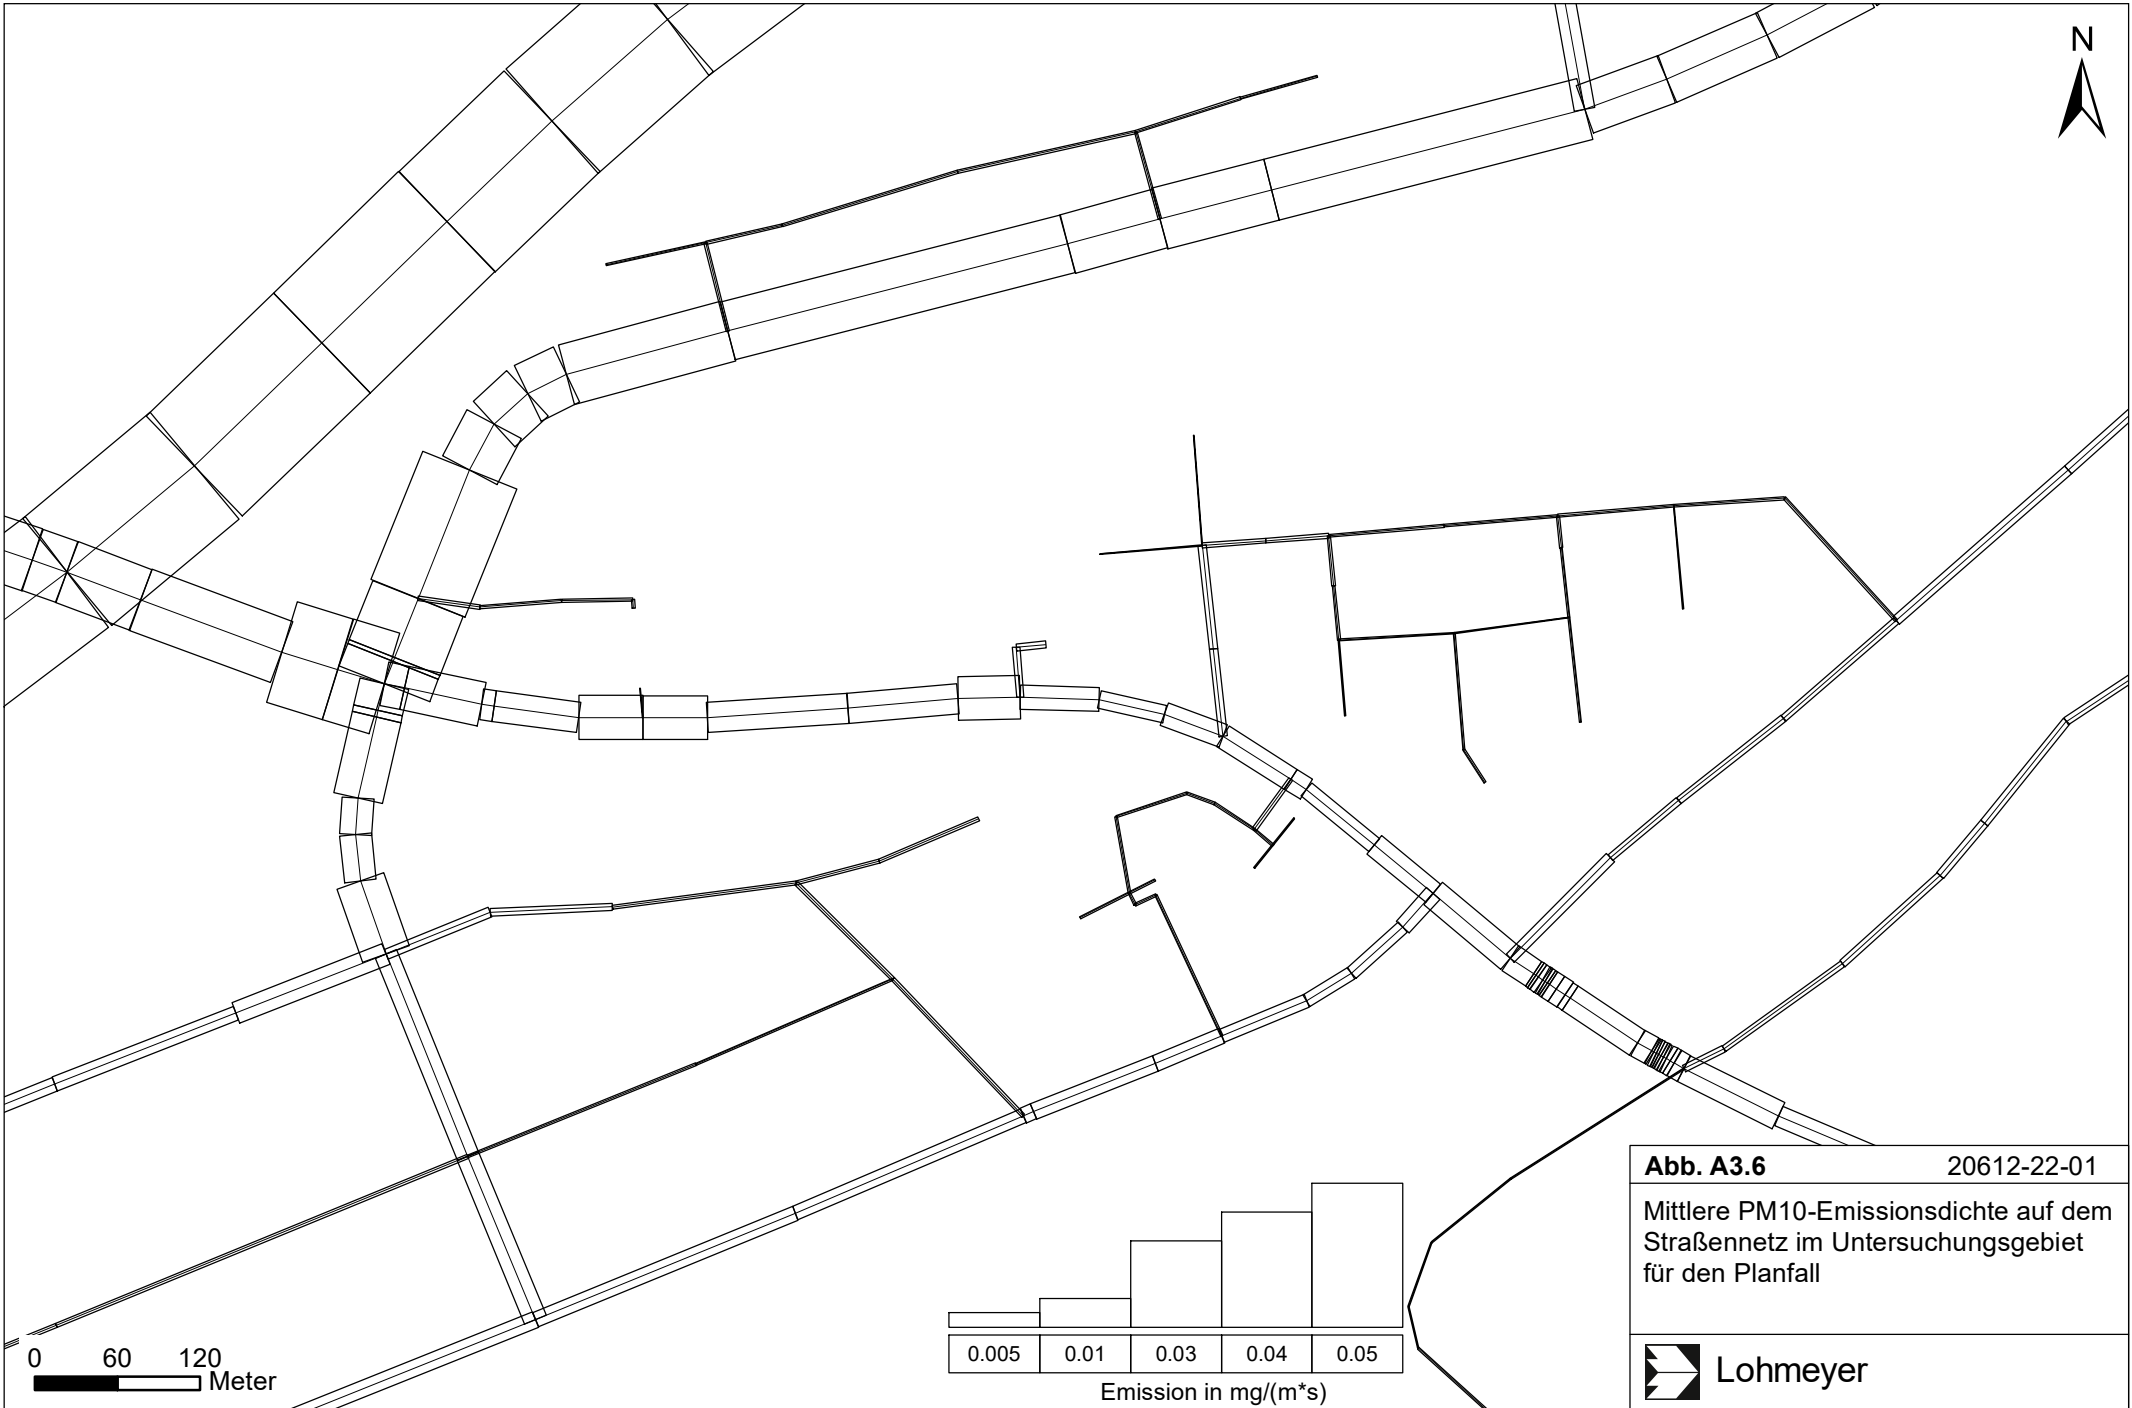 N
Abb. A3.6 20612-22-01
Mittlere PM10-Emissionsdichte auf dem
Straßennetz im Untersuchungsgebiet
für den Planfall
0.005 0.01 0.03 0.04 0.05
Emission in mg/(m*s)
0 60 120
Meter
Lohmeyer